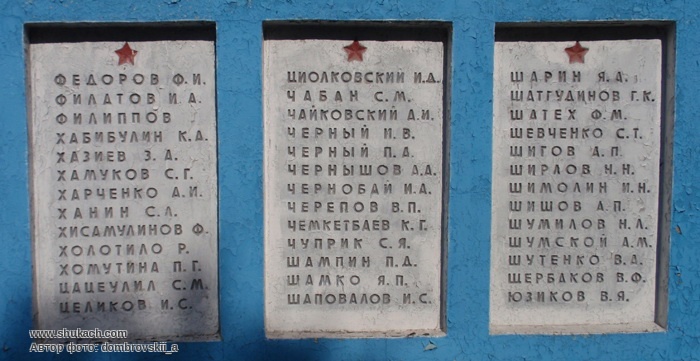 ФЕДОРОВ Ф.И.
ФИЛАТОВ И.А.
ФИЛИППОВ
ХАБИБУЛИН К.А.
ХАЗИЕВ З.А.
ХАМУКОВ С.Г.
ХАРЧЕНКО А.И.
ХАНИН С.А.
ХИСАМУЛИНОВ Ф.
ХОЛОТИЛО Р.
ХОМУТИНА П.Г.
ЦАЦЕУЛИЛ С.М.
ЦЕЛИКОВ И.С.
ЦИОЛКОВСКИЙ И.Д.
ЧАБАН С.М.
ЧАЙКОВСКИЙ А.И.
ЧЕРНЫЙ И.В.
ЧЕРНЫЙ П.А.
ЧЕРНЫШОВ А.А.
ЧЕРНОБАЙ И.А.
ЧЕРЕПОВ В.П.
ЧЕМКЕТБАЕВ К.Г.
ЧУПРИК С.Я.
ШАМПИН П.Д.
ШАМКО Я.П.
ШАПОВАЛОВ И.С.
ШАРИН Я.А.
ШАТГУДИНОВ Г.К.
ШАТЕХ Ф.М.
ШЕВЧЕНКО С.Т.
ШИГОВ А.П.
ШИРЛОВ Н.Н.
ШИМОЛИН И.Н.
ШИШОВ А.П.
ШУМИЛОВ Н.Л.
ШУМСКОЙ А.М.
ШУТЕНКО В.А.
ЩЕРБАКОВ В.Ф.
ЮЗИКОВ В.Я.
www.shukach.com
Автор фото: dombrovskii_a